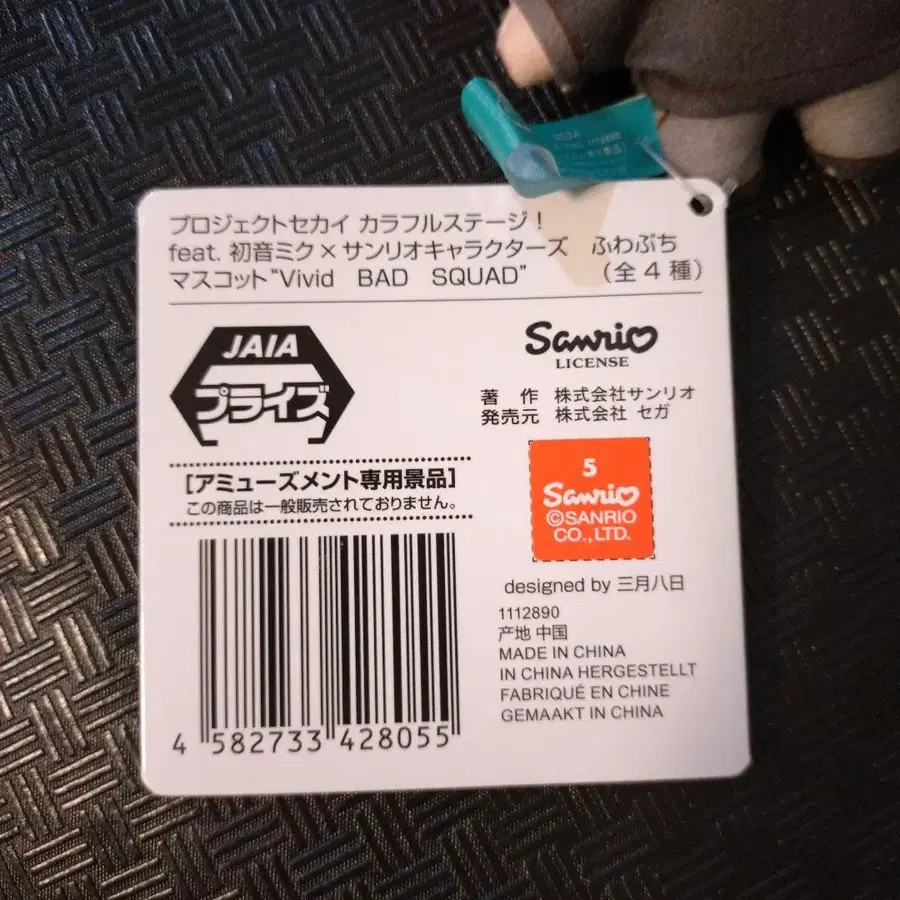 プロジェクトセカイ カラフルステージ！
feat. 初音ミク×サンリオキャラクターズ ふわぷち
マスコット“Vivid BAD SQUAD” （全4種）
JAIA
プライズ
Sanrio
LICENSE
著作 株式会社サンリオ
発売元 株式会社 セガ
[アミューズメント専用景品]
この商品は一般販売されておりません。
5
Sanrio
©SANRIO
CO.,LTD.
designed by 三月八日
1112890
产地 中国
MADE IN CHINA
IN CHINA HERGESTELLT
FABRIQUÉ EN CHINE
GEMAAKT IN CHINA
4 582733 428055
1112890